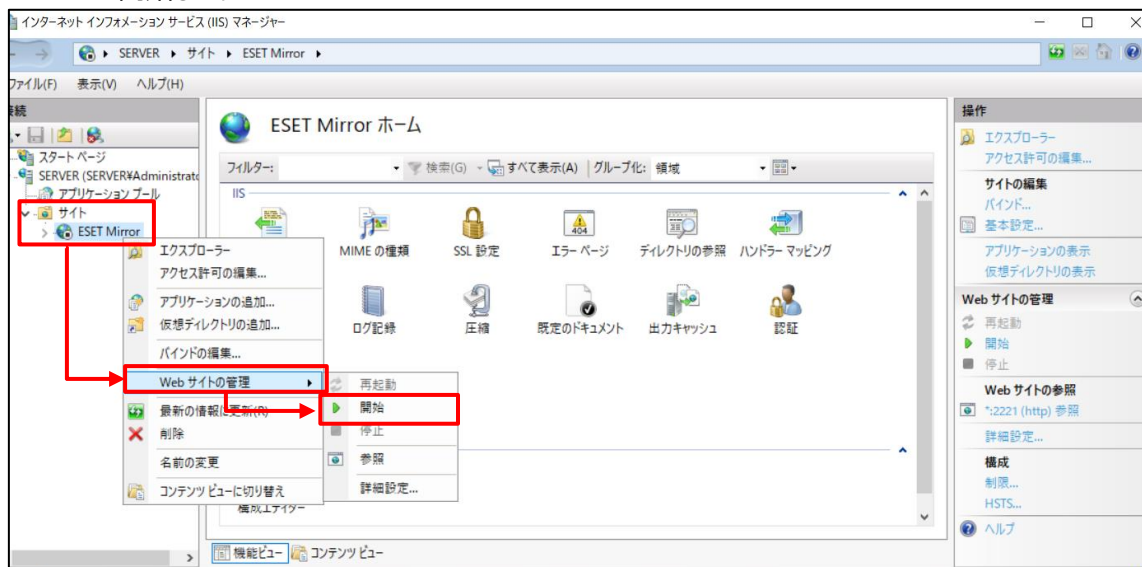 インターネット インフォメーション サービス (IIS) マネージャー
SERVER サイト ESET Mirror
ファイル(F) 表示(V) ヘルプ(H)
接続
スタート ページ
SERVER (SERVER¥Administrato
アプリケーション プール
サイト
ESET Mirror
エクスプローラー
アクセス許可の編集...
アプリケーションの追加...
仮想ディレクトリの追加...
バインドの編集...
Web サイトの管理
最新の情報に更新(R)
削除
名前の変更
コンテンツ ビューに切り替え
再起動
開始
停止
参照
詳細設定...
ESET Mirror ホーム
フィルター: 検索(G) すべて表示(A) グループ化: 領域
IIS
MIME の種類 SSL 設定 エラー ページ ディレクトリの参照 ハンドラー マッピング
404
ログ記録 圧縮 既定のドキュメント 出力キャッシュ 認証
構成エディター
機能ビュー コンテンツ ビュー
操作
エクスプローラー
アクセス許可の編集...
サイトの編集
バインド...
基本設定...
アプリケーションの表示
仮想ディレクトリの表示
Web サイトの管理
再起動
開始
停止
Web サイトの参照
*:2221 (http) 参照
詳細設定...
構成
制限...
HSTS...
ヘルプ